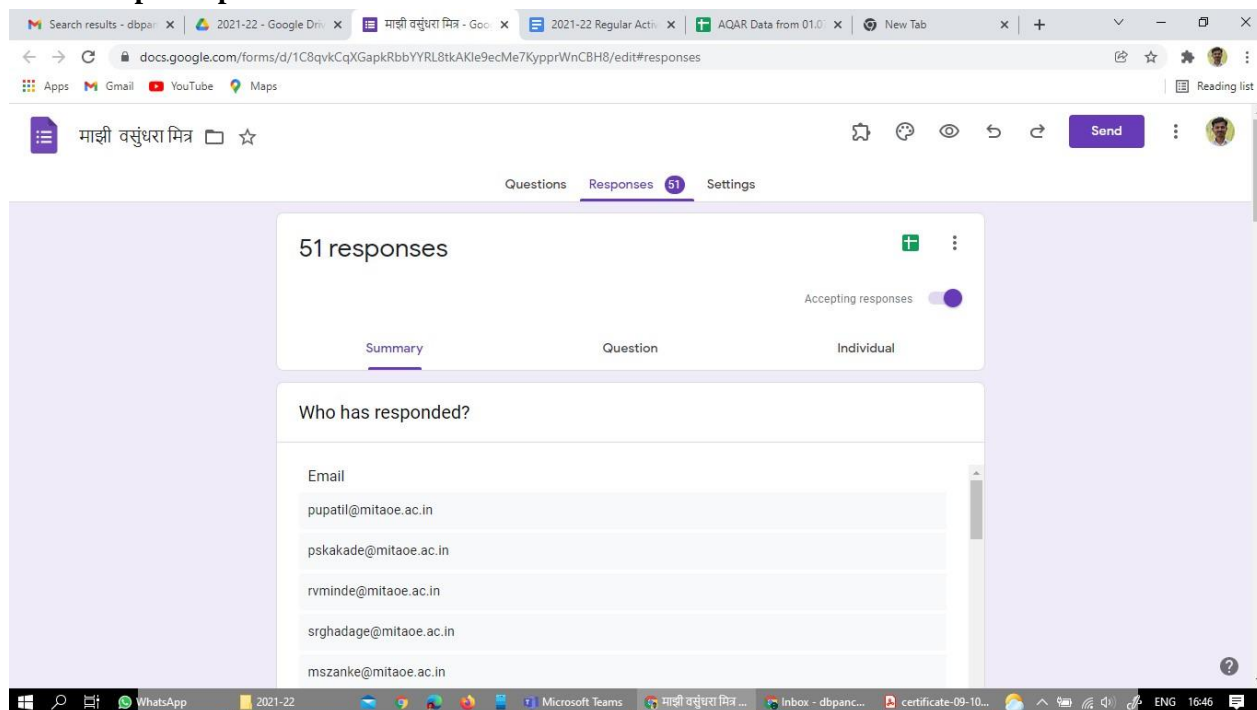 Search results - dbpan
2021-22 - Google Driv
माझी वसुंधरा मित्र - Goo
2021-22 Regular Activ
AQAR Data from 01.0
New Tab
docs.google.com/forms/d/1C8qvkCqXGapkRbbYYRL8tkAKIe9ecMe7KypprWnCBH8/edit#responses
Apps Gmail YouTube Maps Reading list
माझी वसुंधरा मित्र
Send
Questions Responses 51 Settings
51 responses
Accepting responses
Summary Question Individual
Who has responded?
Email
pupatil@mitaoe.ac.in
pskakade@mitaoe.ac.in
rvminde@mitaoe.ac.in
srghadage@mitaoe.ac.in
mszanke@mitaoe.ac.in
WhatsApp 2021-22 Microsoft Teams माझी वसुंधरा मित्र ... Inbox - dbpanc... certificate-09-10... ENG 16:46